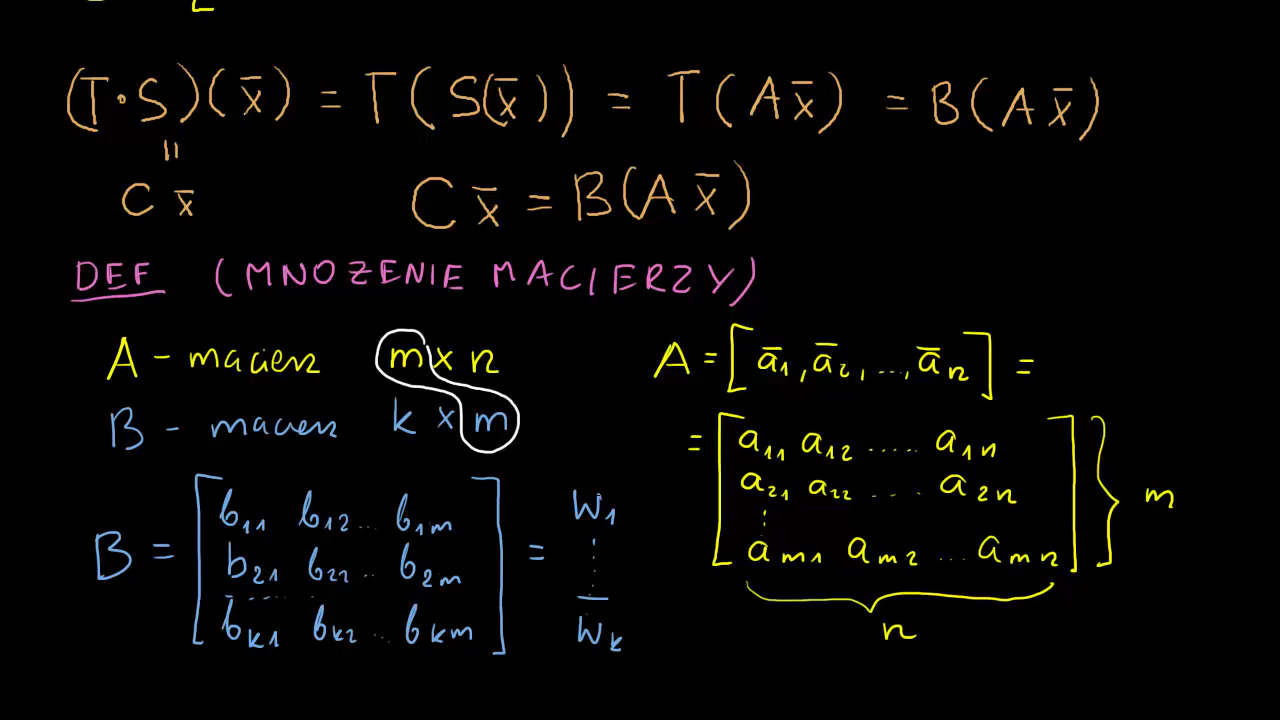 (T·S)(x̄) = T(S(x̄)) = T(Ax̄) = B(Ax̄)
=
Cx̄ Cx̄ = B(Ax̄)
DEF (MNOZENIE MACIERZY)
A - macierz m x n
B - macierz k x m
B = [b11 b12 ... b1m
b21 b22 .. b2m
..........
bk1 bk2 ... bkm] = w1
⋮
w̄k
A = [ā1, ā2, ..., ān] =
= [a11 a12 ..... a1n
a21 a22 .... a2n
⋮
am1 am2 ... amn] } m
n